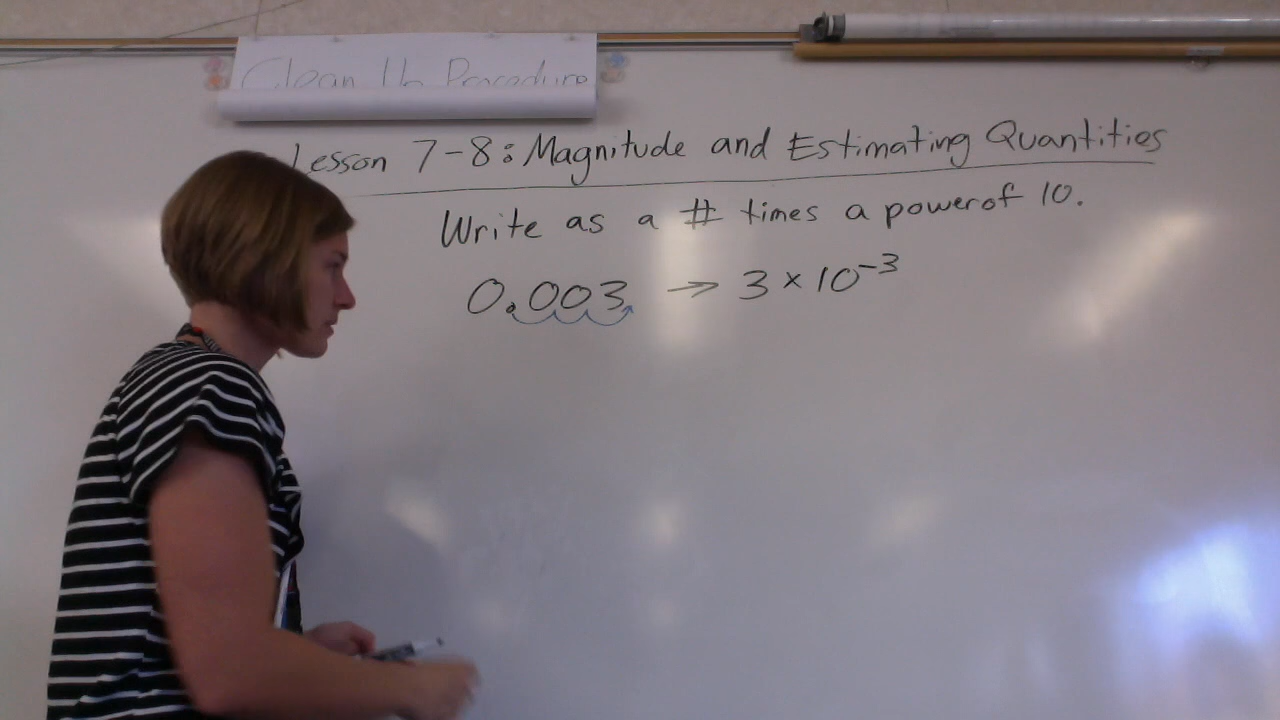 Clean Up Procedure
Lesson 7-8: Magnitude and Estimating Quantities
Write as a # times a power of 10.
0.003 → 3 × 10⁻³